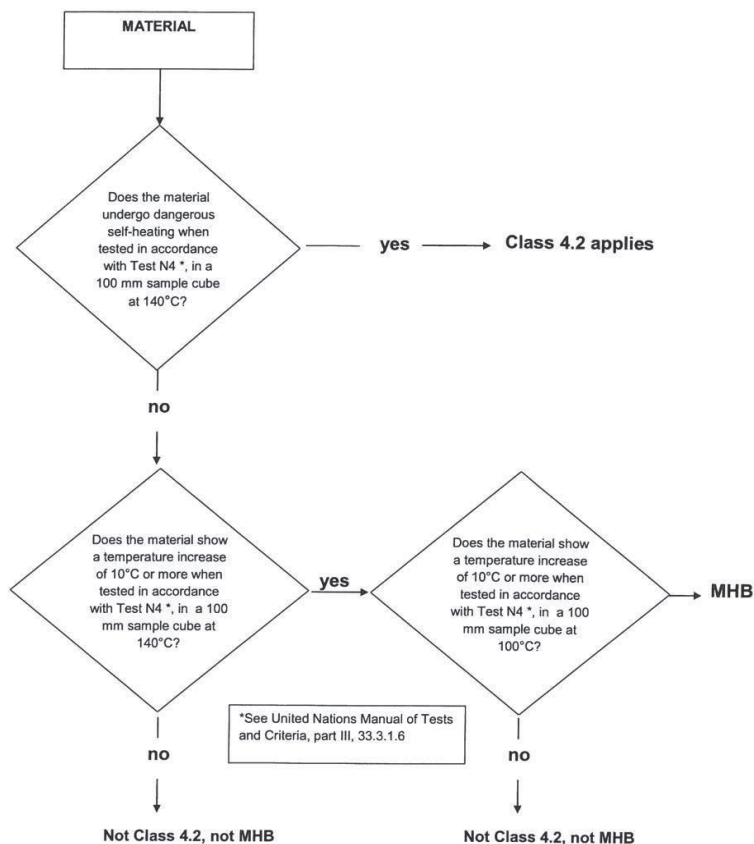 MATERIAL
Does the material
undergo dangerous
self-heating when
tested in accordance
with Test N4 *, in a
100 mm sample cube
at 140°C?
yes
Class 4.2 applies
no
Does the material show
a temperature increase
of 10°C or more when
tested in accordance
with Test N4 *, in a 100
mm sample cube at
140°C?
yes
Does the material show
a temperature increase
of 10°C or more when
tested in accordance
with Test N4 *, in a 100
mm sample cube at
100°C?
MHB
*See United Nations Manual of Tests
and Criteria, part III, 33.3.1.6
no
no
Not Class 4.2, not MHB
Not Class 4.2, not MHB